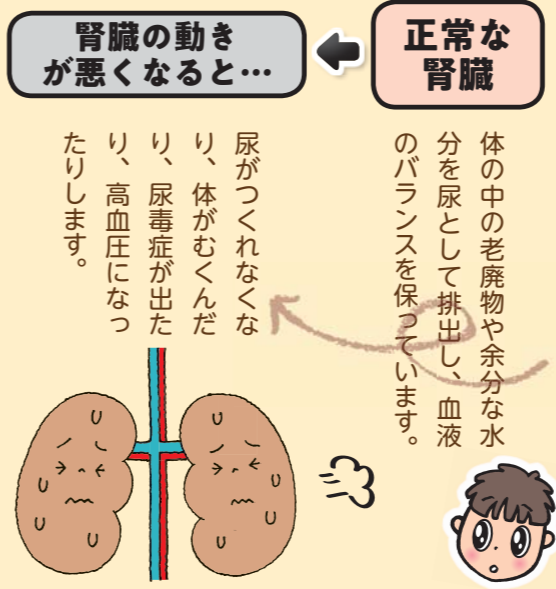 正常な
腎臓
体の中の老廃物や余分な水
分を尿として排出し、血液
のバランスを保っています。
腎臓の動き
が悪くなると…
尿がつくれなくな
り、体がむくんだ
り、尿毒症が出た
り、高血圧になっ
たりします。